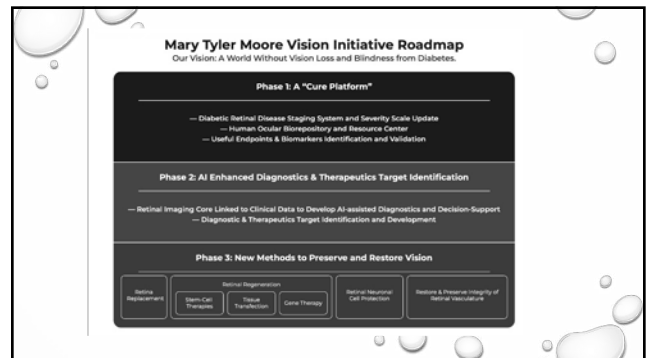 Mary Tyler Moore Vision Initiative Roadmap
Our Vision: A World Without Vision Loss and Blindness from Diabetes.
Phase 1: A “Cure Platform”
— Diabetic Retinal Disease Staging System and Severity Scale Update
— Human Ocular Biorepository and Resource Center
— Useful Endpoints & Biomarkers Identification and Validation
Phase 2: AI Enhanced Diagnostics & Therapeutics Target Identification
— Retinal Imaging Core Linked to Clinical Data to Develop AI-assisted Diagnostics and Decision-Support
— Diagnostic & Therapeutics Target Identification and Development
Phase 3: New Methods to Preserve and Restore Vision
Retina
Replacement
Retinal Regeneration
Stem-Cell
Therapies
Tissue
Transfection
Gene Therapy
Retinal Neuronal
Cell Protection
Restore & Preserve Integrity of
Retinal Vasculature